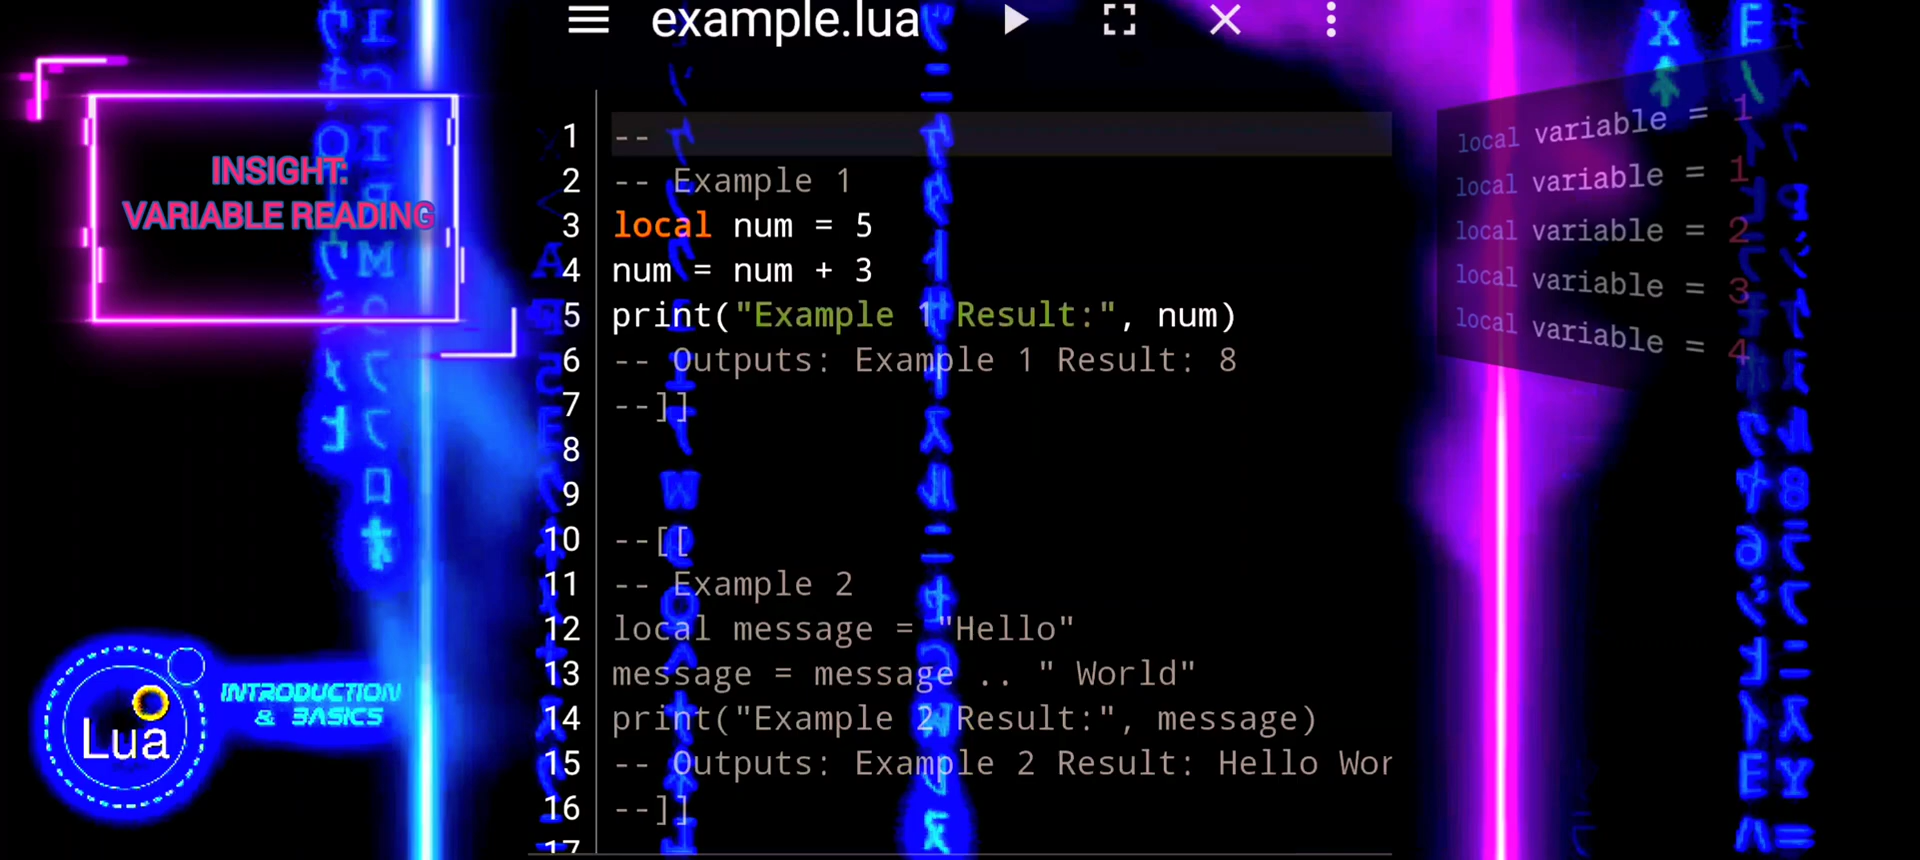 example.lua
INSIGHT:
VARIABLE READING
1 --
2 -- Example 1
3 local num = 5
4 num = num + 3
5 print("Example 1 Result:", num)
6 -- Outputs: Example 1 Result: 8
7 --]]
8
9
10 --[[
11 -- Example 2
12 local message = "Hello"
13 message = message .. " World"
14 print("Example 2 Result:", message)
15 -- Outputs: Example 2 Result: Hello Wor
16 --]]
17
local variable = 1
local variable = 1
local variable = 2
local variable = 3
local variable = 4
Lua
INTRODUCTION
& BASICS